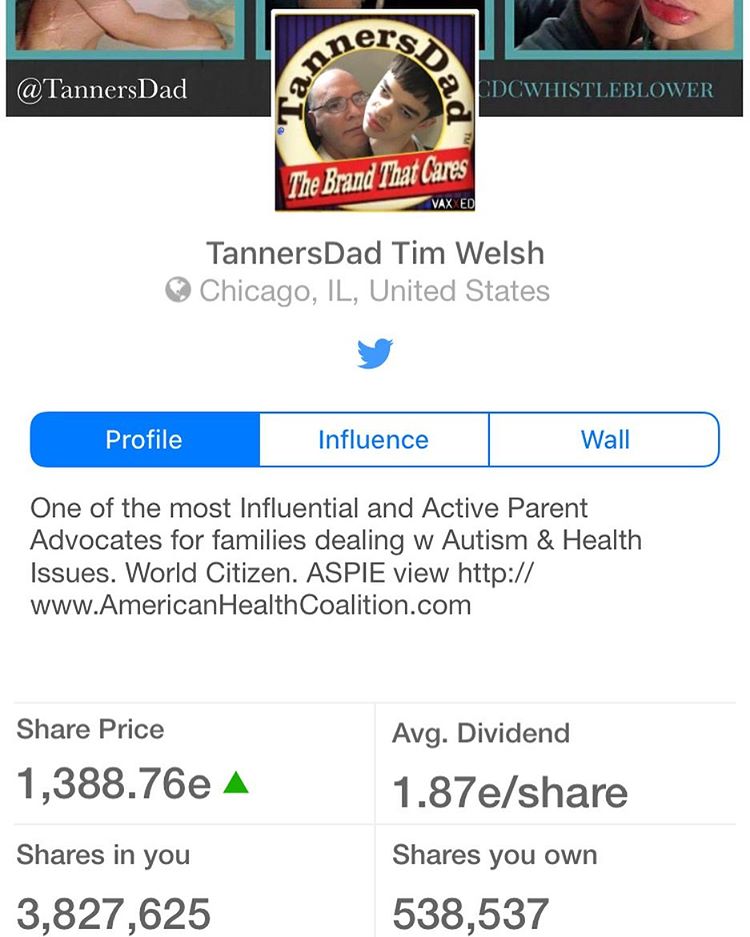 @TannersDad
CDCWHISTLEBLOWER
TannersDad
TM
The Brand That Cares
VAXXED
TannersDad Tim Welsh
Chicago, IL, United States
Profile
Influence
Wall
One of the most Influential and Active Parent
Advocates for families dealing w Autism & Health
Issues. World Citizen. ASPIE view http://
www.AmericanHealthCoalition.com
Share Price
Avg. Dividend
1,388.76e
1.87e/share
Shares in you
Shares you own
3,827,625
538,537